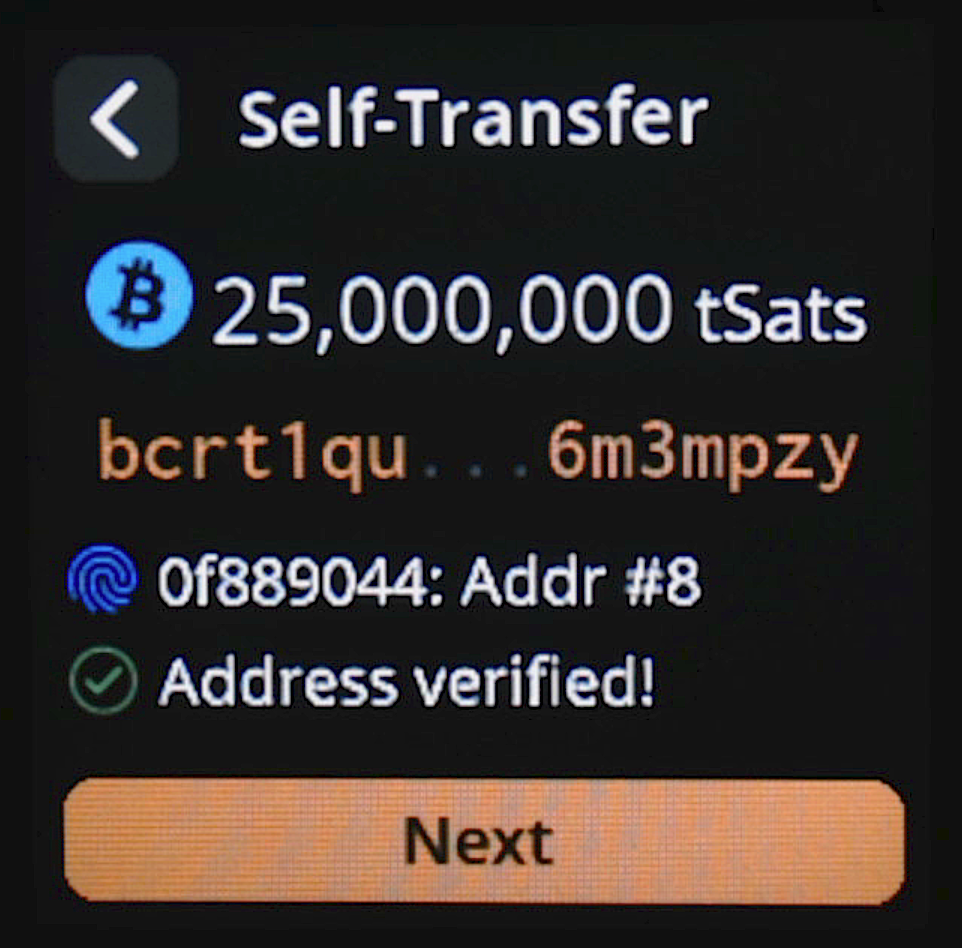 Self-Transfer
25,000,000 tSats
bcrt1qu...6m3mpzy
0f889044: Addr #8
Address verified!
Next